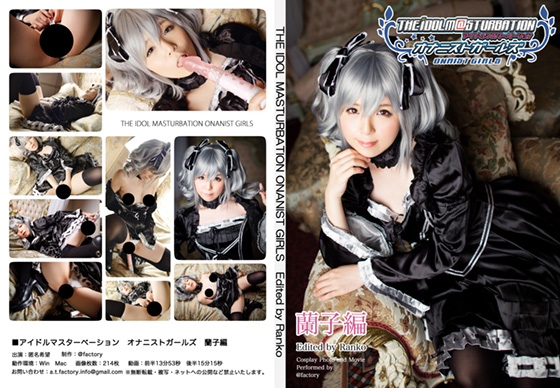 THE IDOL MASTURBATION ONANIST GIRLS
■アイドルマスターベーション　オナニストガールズ　蘭子編
出演：匿名希望　制作：@factory
動作環境：Win　Mac　画像枚数：214枚　動画：前半13分53秒　後半15分15秒
お問い合わせ：a.t.factory.info@gmail.com　※無断転載・複写・ネットへの公開など禁止いたします。
THE IDOL MASTURBATION ONANIST GIRLS　Edited by Ranko
THE IDOLM@STURBATION
オナニストガールズ
ONANIST GIRLS
蘭子編
Edited by Ranko
Cosplay Photo and Movie
Performed by
@factory